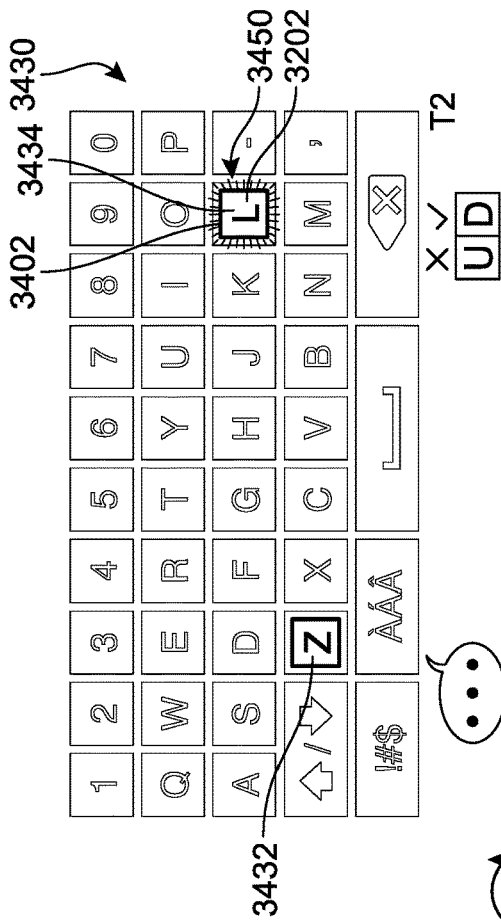 3430
3402 3434 3450 3202
1 2 3 4 5 6 7 8 9 0
Q W E R T Y U I O P
A S D F G H J K L -
/ Z X C V B N M ,
!#$ ÀÁÂ X
3432
T2
X ✓
U D